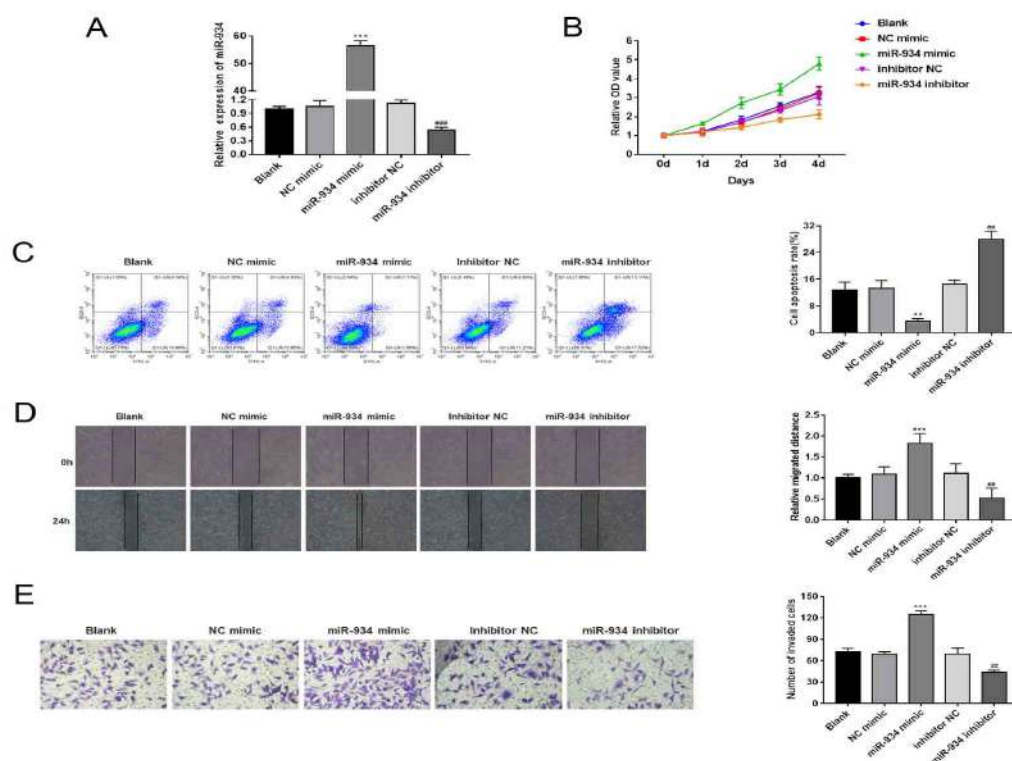 A
Relative expression of miR-934
60
50
40
1.2
0.9
0.6
0.3
0.0
***
###
Blank
NC mimic
miR-934 mimic
inhibitor NC
miR-934 inhibitor
B
Relative OD value
6
5
4
3
2
1
0
0d 1d 2d 3d 4d
Days
Blank
NC mimic
miR-934 mimic
inhibitor NC
miR-934 inhibitor
C
Blank NC mimic miR-934 mimic Inhibitor NC miR-934 inhibitor
Cell apoptosis rate(%)
32
24
16
8
0
**
##
Blank
NC mimic
miR-934 mimic
inhibitor NC
miR-934 inhibitor
D
Blank NC mimic miR-934 mimic Inhibitor NC miR-934 inhibitor
0h
24h
Relative migrated distance
2.5
2.0
1.5
1.0
0.5
0.0
***
##
Blank
NC mimic
miR-934 mimic
inhibitor NC
miR-934 inhibitor
E
Blank NC mimic miR-934 mimic Inhibitor NC miR-934 inhibitor
Number of invaded cells
150
120
90
60
30
0
***
##
Blank
NC mimic
miR-934 mimic
inhibitor NC
miR-934 inhibitor